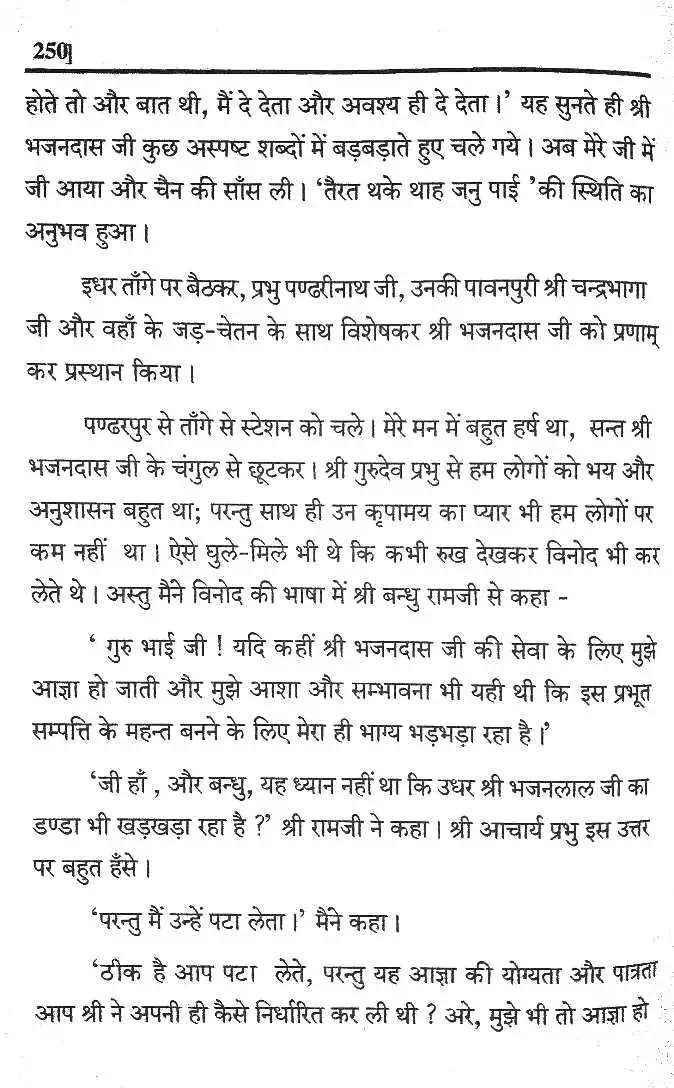 250]
होते तो और बात थी, मैं दे देता और अवश्य ही दे देता।’ यह सुनते ही श्री
भजनदास जी कुछ अस्पष्ट शब्दों में बड़बड़ाते हुए चले गये। अब मेरे जी में
जी आया और चैन की साँस ली। ‘तैरत थके थाह जनु पाई ’की स्थिति का
अनुभव हुआ।
इधर ताँगे पर बैठकर, प्रभु पण्ढरीनाथ जी, उनकी पावनपुरी श्री चन्द्रभागा
जी और वहाँ के जड़-चेतन के साथ विशेषकर श्री भजनदास जी को प्रणाम्
कर प्रस्थान किया।
पण्ढरपुर से ताँगे से स्टेशन को चले। मेरे मन में बहुत हर्ष था, सन्त श्री
भजनदास जी के चंगुल से छूटकर। श्री गुरुदेव प्रभु से हम लोगों को भय और
अनुशासन बहुत था; परन्तु साथ ही उन कृपामय का प्यार भी हम लोगों पर
कम नहीं था। ऐसे घुले-मिले भी थे कि कभी रुख देखकर विनोद भी कर
लेते थे। अस्तु मैंने विनोद की भाषा में श्री बन्धु रामजी से कहा -
‘ गुरु भाई जी ! यदि कहीं श्री भजनदास जी की सेवा के लिए मुझे
आज्ञा हो जाती और मुझे आशा और सम्भावना भी यही थी कि इस प्रभूत
सम्पत्ति के महन्त बनने के लिए मेरा ही भाग्य भड़भड़ा रहा है।’
‘जी हाँ , और बन्धु, यह ध्यान नहीं था कि उधर श्री भजनलाल जी का
डण्डा भी खड़खड़ा रहा है ?’ श्री रामजी ने कहा। श्री आचार्य प्रभु इस उत्तर
पर बहुत हँसे।
‘परन्तु मैं उन्हें पटा लेता।’ मैंने कहा।
‘ठीक है आप पटा लेते, परन्तु यह आज्ञा की योग्यता और पात्रता
आप श्री ने अपनी ही कैसे निर्धारित कर ली थी ? अरे, मुझे भी तो आज्ञा हो